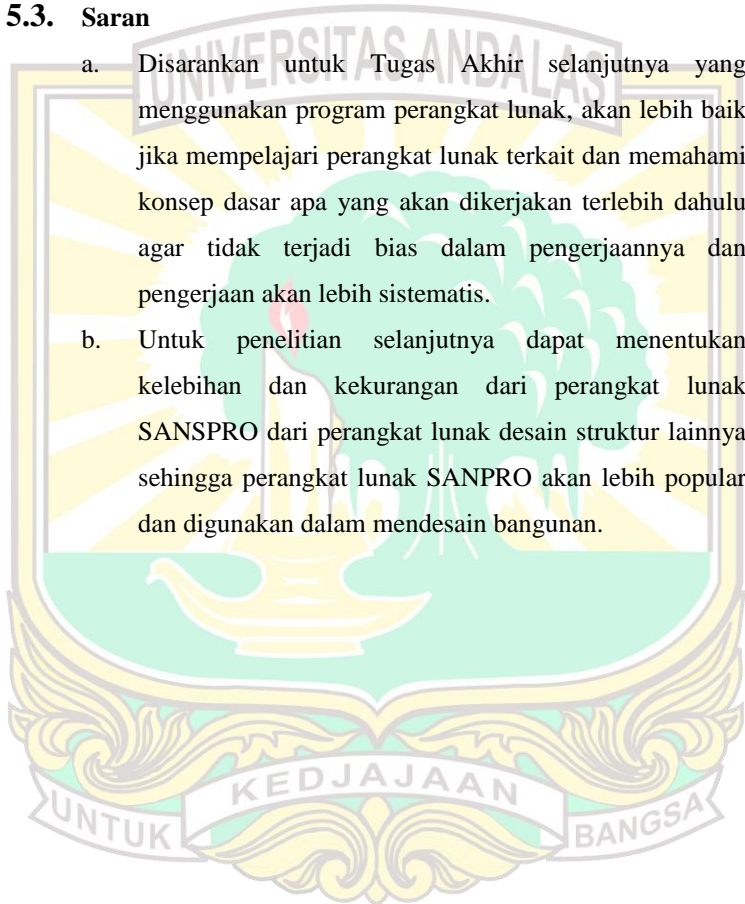 5.3. Saran
UNIVERSITAS ANDALAS
a. Disarankan untuk Tugas Akhir selanjutnya yang
menggunakan program perangkat lunak, akan lebih baik
jika mempelajari perangkat lunak terkait dan memahami
konsep dasar apa yang akan dikerjakan terlebih dahulu
agar tidak terjadi bias dalam pengerjaannya dan
pengerjaan akan lebih sistematis.
b. Untuk penelitian selanjutnya dapat menentukan
kelebihan dan kekurangan dari perangkat lunak
SANSPRO dari perangkat lunak desain struktur lainnya
sehingga perangkat lunak SANPRO akan lebih popular
dan digunakan dalam mendesain bangunan.
UNTUK KEDJAJAAN BANGSA